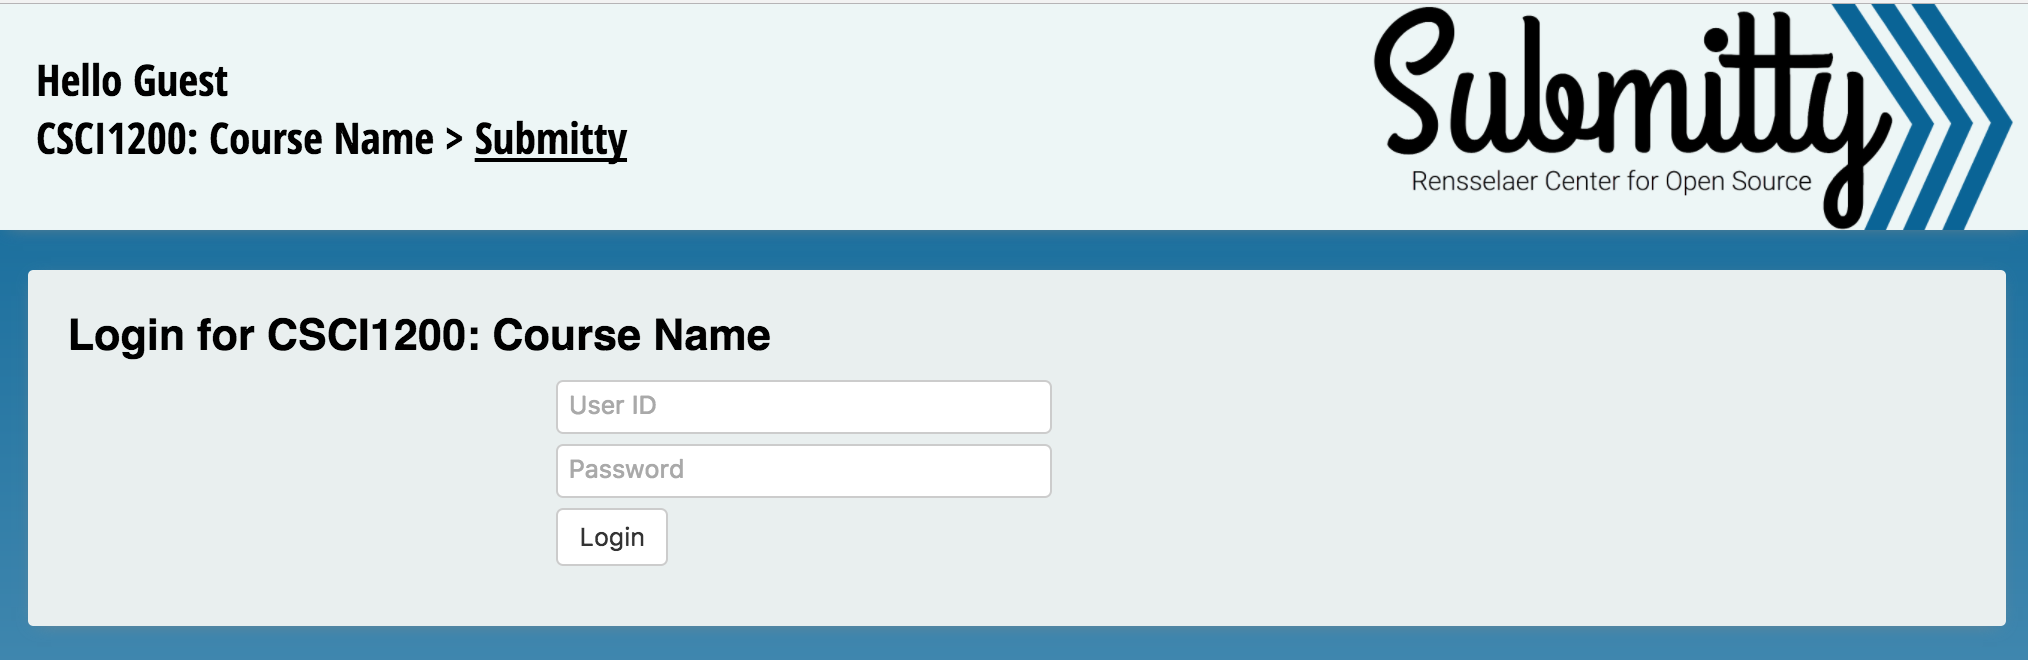 Hello Guest
CSCI1200: Course Name > Submitty
Submitty
Rensselaer Center for Open Source
Login for CSCI1200: Course Name
User ID
Password
Login